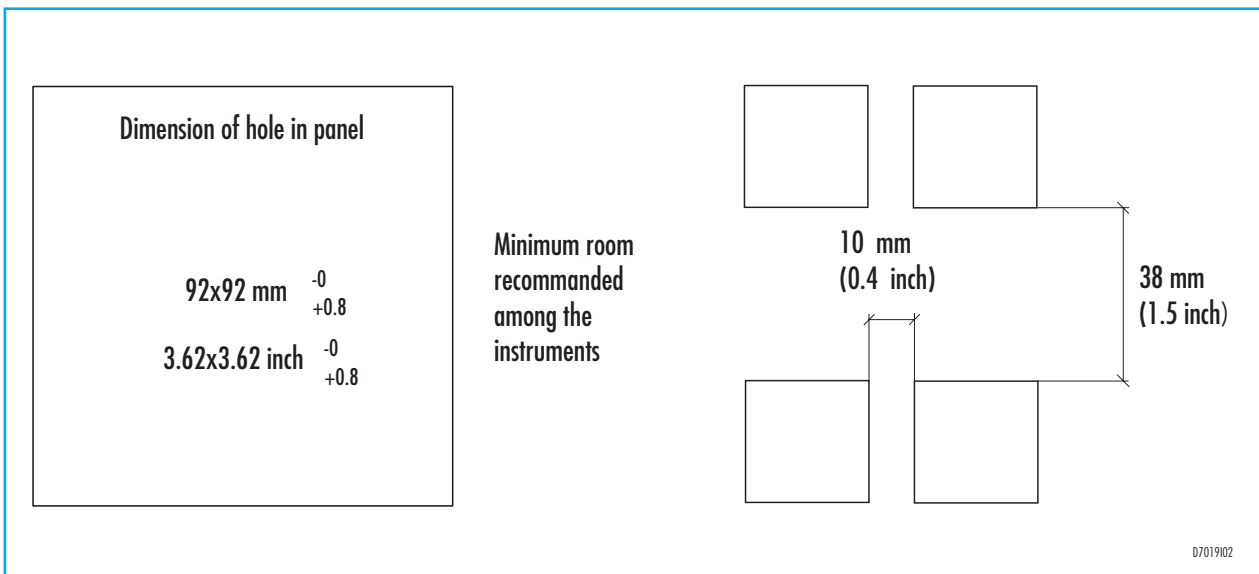 Dimension of hole in panel
92x92 mm -0
+0.8
3.62x3.62 inch -0
+0.8
Minimum room
recommanded
among the
instruments
10 mm
(0.4 inch)
38 mm
(1.5 inch)
D7019I02